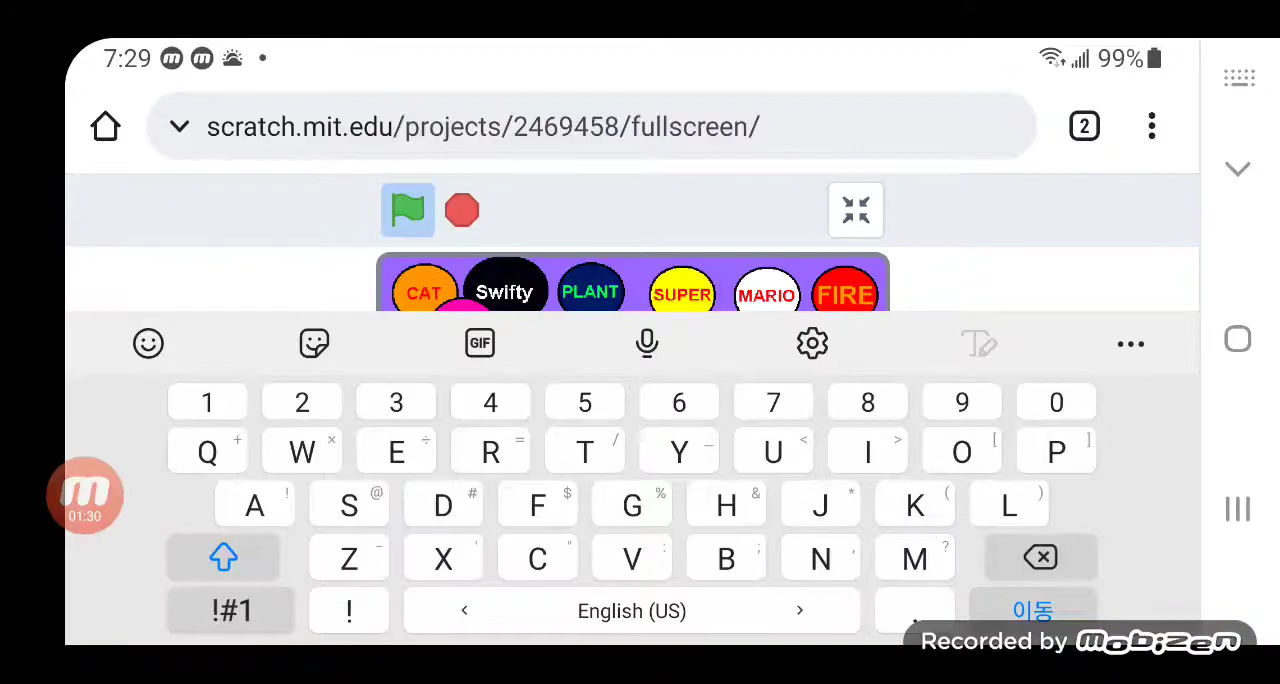 7:29 99%
scratch.mit.edu/projects/2469458/fullscreen/ 2
CAT Swifty PLANT SUPER MARIO FIRE
GIF
1 2 3 4 5 6 7 8 9 0
Q + W × E ÷ R = T / Y _ U < I > O [ P ]
A ! S @ D # F $ G % H & J * K ( L )
Z - X ' C " V : B ; N , M ?
!#1 ! < English (US) > . 이동
01:30
Recorded by mobizen